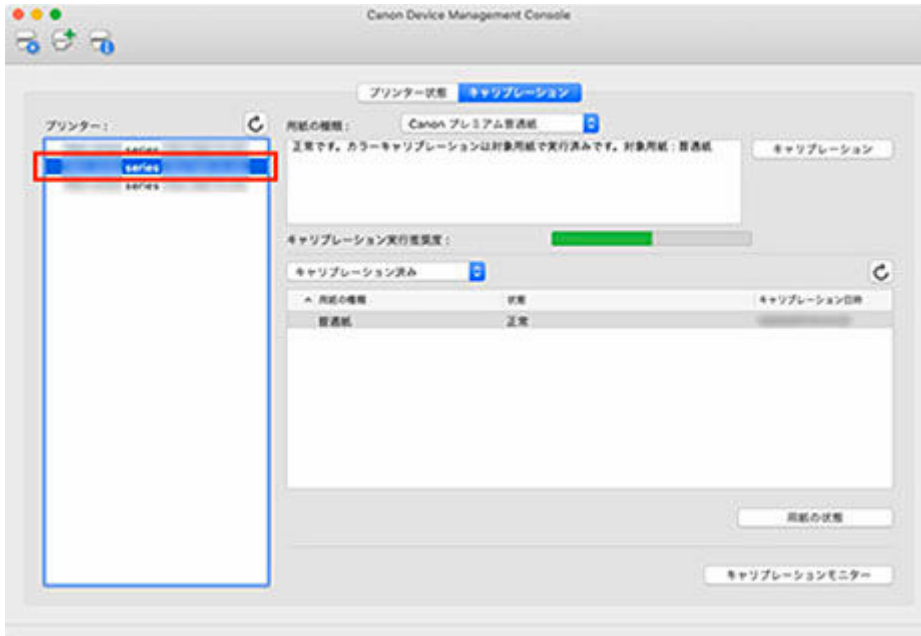 Canon Device Management Console
プリンター状態 キャリブレーション
プリンター：
用紙の種類： Canon プレミアム普通紙
正常です。カラーキャリブレーションは対象用紙で実行済みです。対象用紙：普通紙
キャリブレーション
series
series
series
キャリブレーション実行推奨度：
キャリブレーション済み
用紙の種類 状態 キャリブレーション日時
普通紙 正常
用紙の状態
キャリブレーションモニター